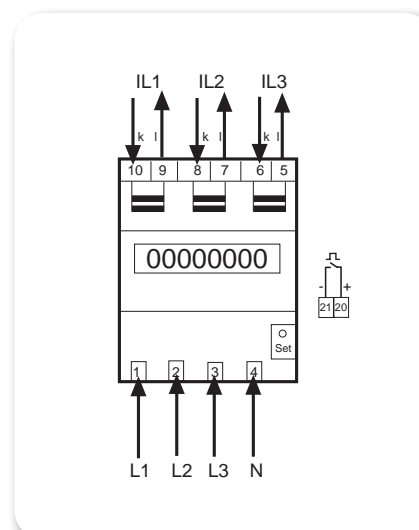 IL1 IL2 IL3
k l k l k l
10 9 8 7 6 5
00000000
- +
21 20
Set
1 2 3 4
L1 L2 L3 N